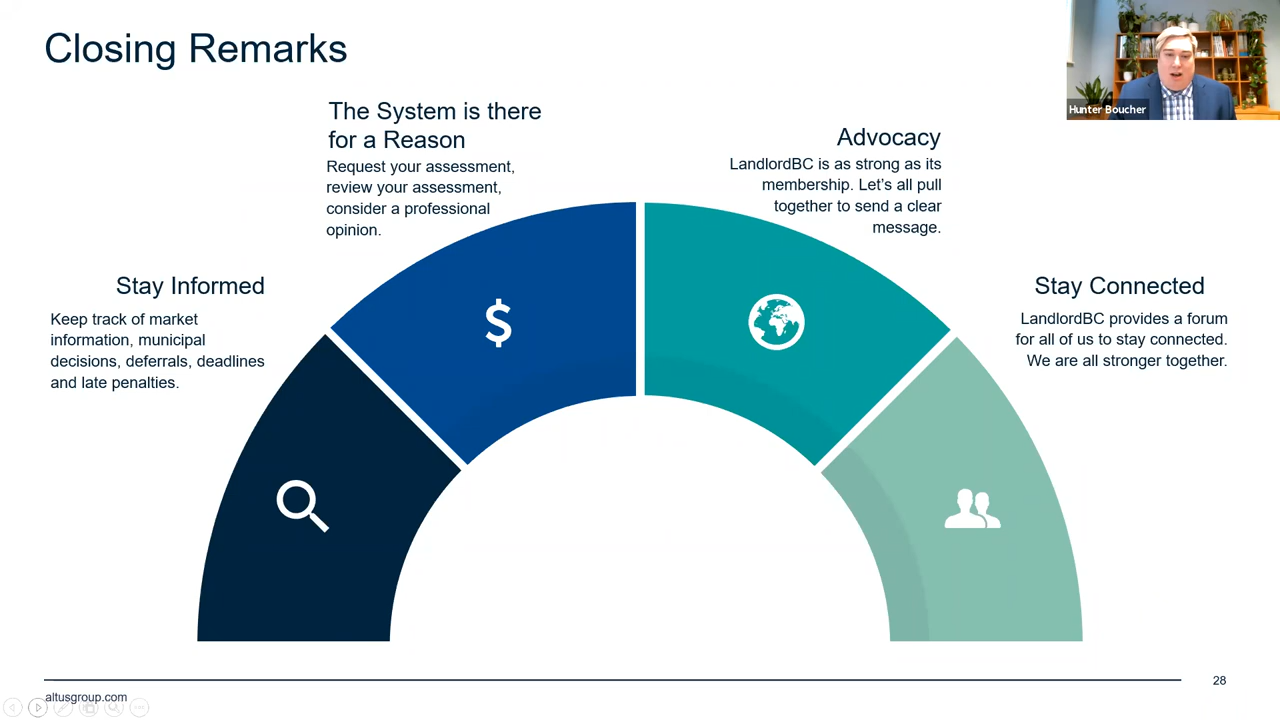 Closing Remarks
Hunter Boucher
The System is there
for a Reason
Request your assessment,
review your assessment,
consider a professional
opinion.
Advocacy
LandlordBC is as strong as its
membership. Let's all pull
together to send a clear
message.
Stay Informed
Keep track of market
information, municipal
decisions, deferrals, deadlines
and late penalties.
Stay Connected
LandlordBC provides a forum
for all of us to stay connected.
We are all stronger together.
$
altusgroup.com
28